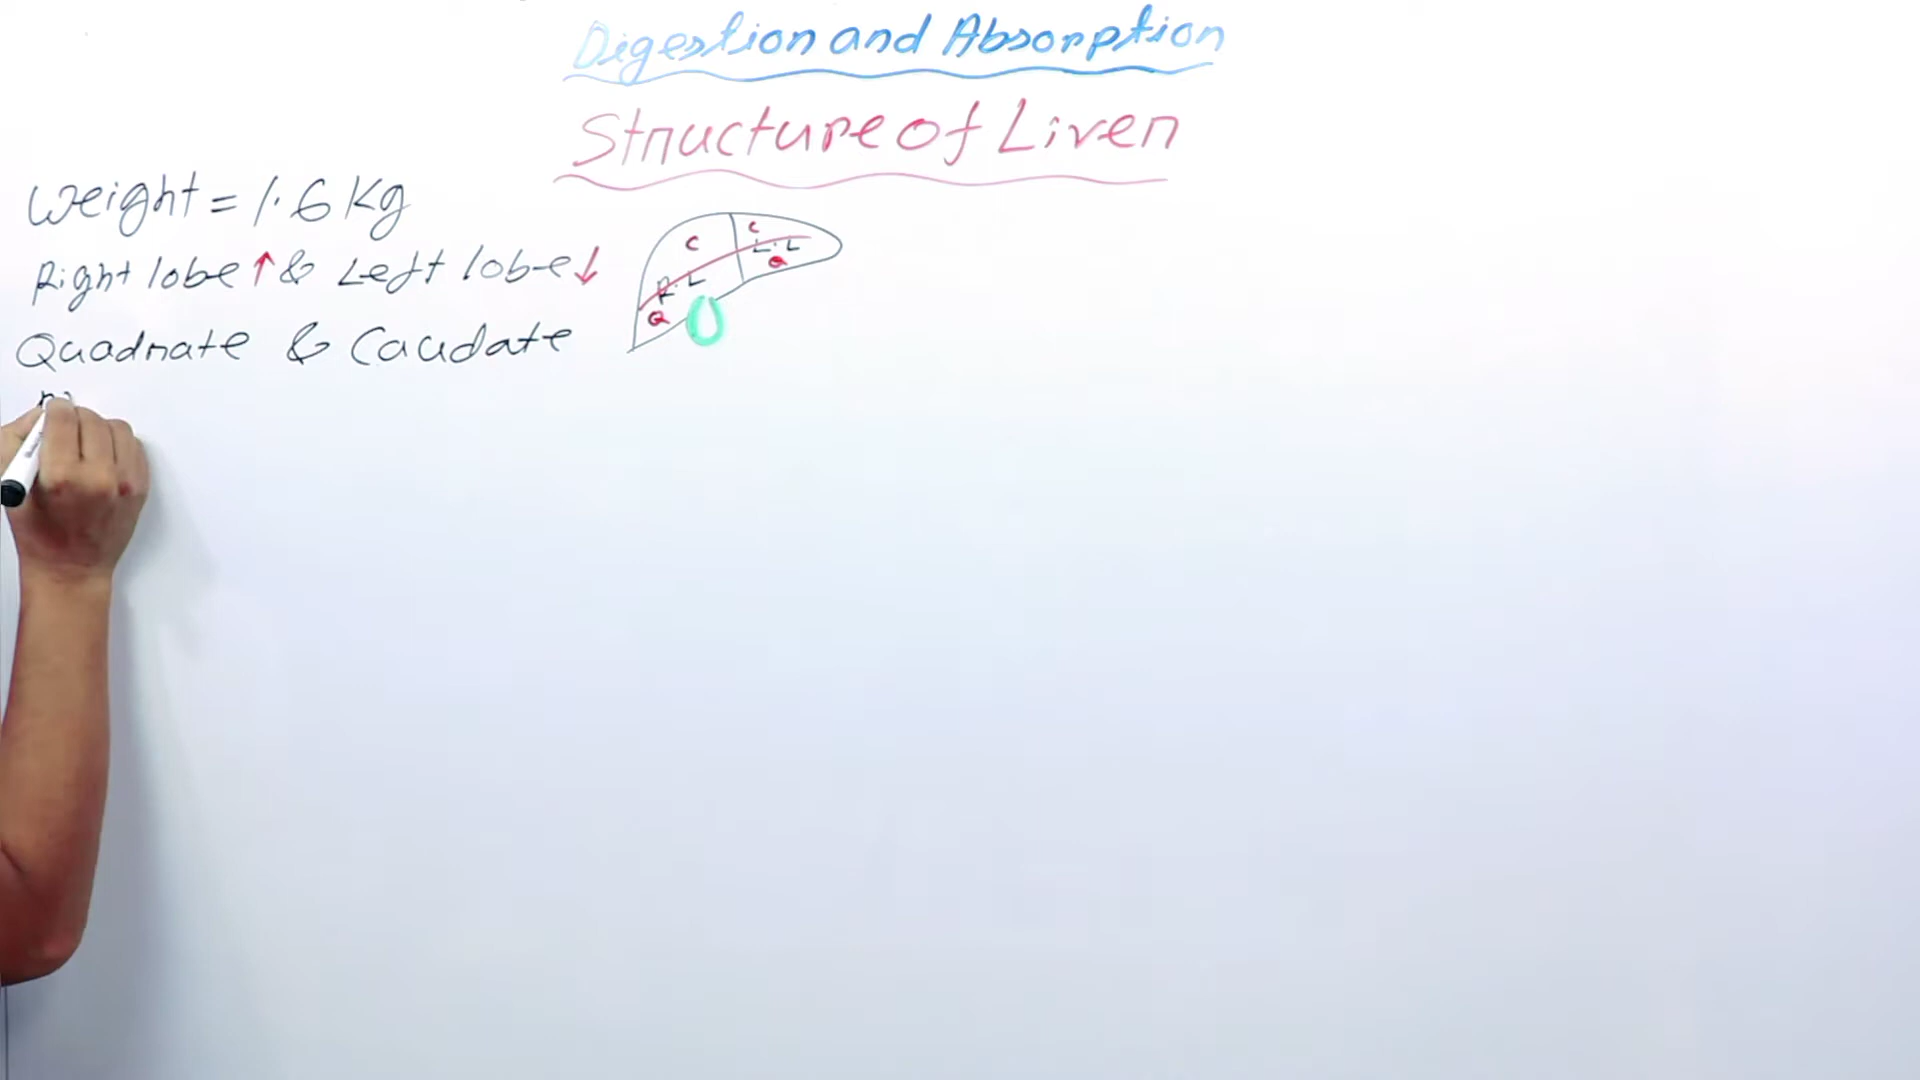 Digestion and Absorption
Structure of Liver
Weight = 1.6 Kg
Right lobe ↑ & Left lobe ↓
Quadrate & Caudate
C
C
L.L
Q
R.L
Q